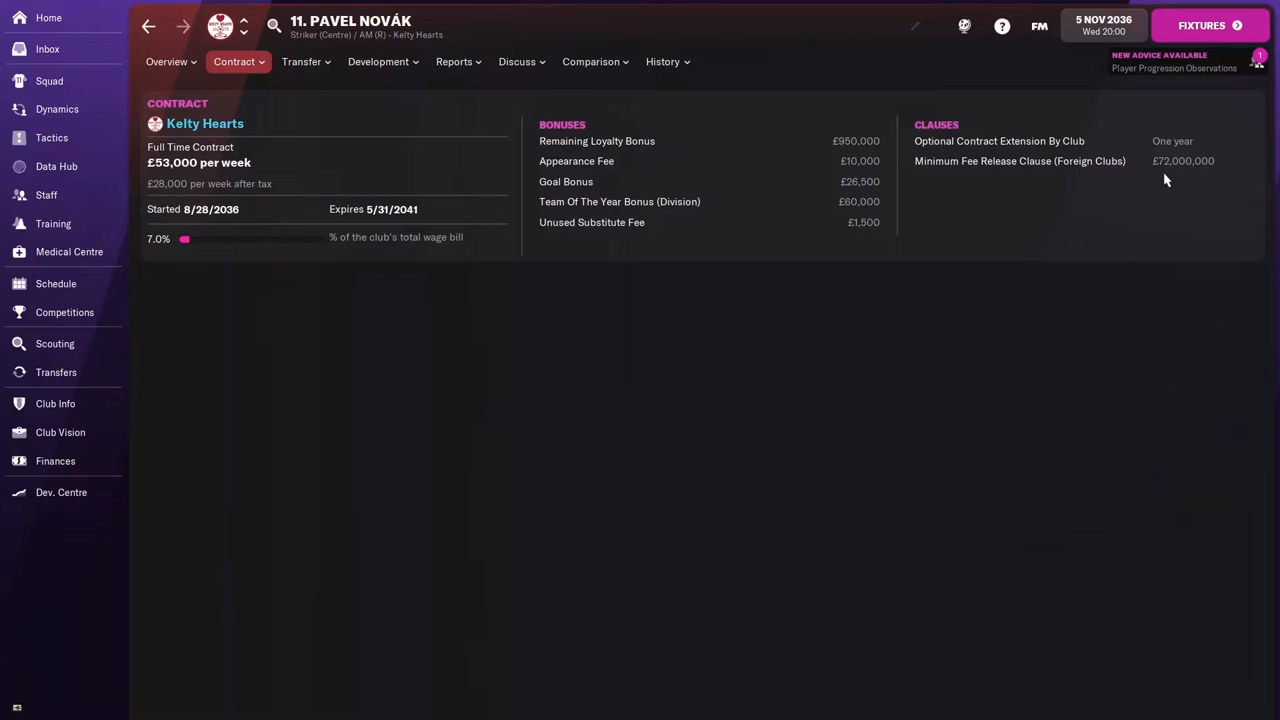 11. PAVEL NOVÁK
Striker (Centre) / AM (R) - Kelty Hearts
FM
5 NOV 2036
Wed 20:00
FIXTURES
Home
Inbox
Squad
Dynamics
Tactics
Data Hub
Staff
Training
Medical Centre
Schedule
Competitions
Scouting
Transfers
Club Info
Club Vision
Finances
Dev. Centre
Overview
Contract
Transfer
Development
Reports
Discuss
Comparison
History
NEW ADVICE AVAILABLE
1
Player Progression Observations
CONTRACT
Kelty Hearts
Full Time Contract
£53,000 per week
£28,000 per week after tax
Started 8/28/2036
Expires 5/31/2041
7.0%
% of the club's total wage bill
BONUSES
Remaining Loyalty Bonus £950,000
Appearance Fee £10,000
Goal Bonus £26,500
Team Of The Year Bonus (Division) £60,000
Unused Substitute Fee £1,500
CLAUSES
Optional Contract Extension By Club One year
Minimum Fee Release Clause (Foreign Clubs) £72,000,000